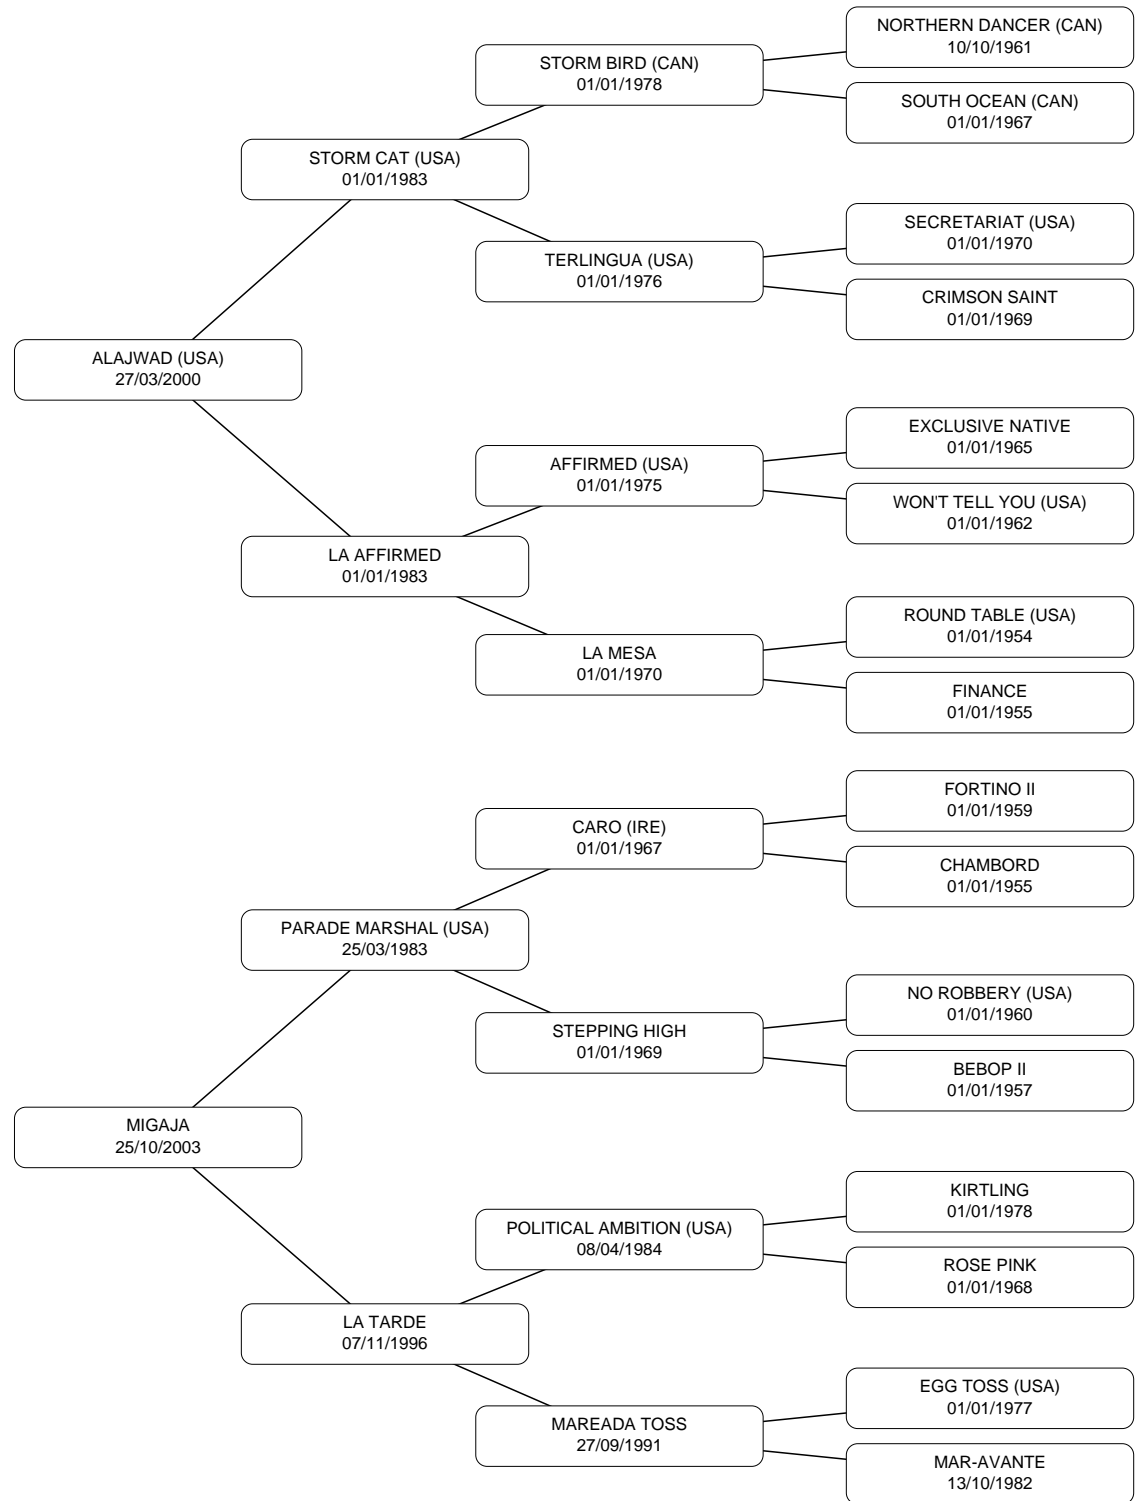 NORTHERN DANCER (CAN)
10/10/1961
STORM BIRD (CAN)
01/01/1978
SOUTH OCEAN (CAN)
01/01/1967
STORM CAT (USA)
01/01/1983
SECRETARIAT (USA)
01/01/1970
TERLINGUA (USA)
01/01/1976
CRIMSON SAINT
01/01/1969
ALAJWAD (USA)
27/03/2000
EXCLUSIVE NATIVE
01/01/1965
AFFIRMED (USA)
01/01/1975
WON'T TELL YOU (USA)
01/01/1962
LA AFFIRMED
01/01/1983
ROUND TABLE (USA)
01/01/1954
LA MESA
01/01/1970
FINANCE
01/01/1955
FORTINO II
01/01/1959
CARO (IRE)
01/01/1967
CHAMBORD
01/01/1955
PARADE MARSHAL (USA)
25/03/1983
NO ROBBERY (USA)
01/01/1960
STEPPING HIGH
01/01/1969
BEBOP II
01/01/1957
MIGAJA
25/10/2003
KIRTLING
01/01/1978
POLITICAL AMBITION (USA)
08/04/1984
ROSE PINK
01/01/1968
LA TARDE
07/11/1996
EGG TOSS (USA)
01/01/1977
MAREADA TOSS
27/09/1991
MAR-AVANTE
13/10/1982